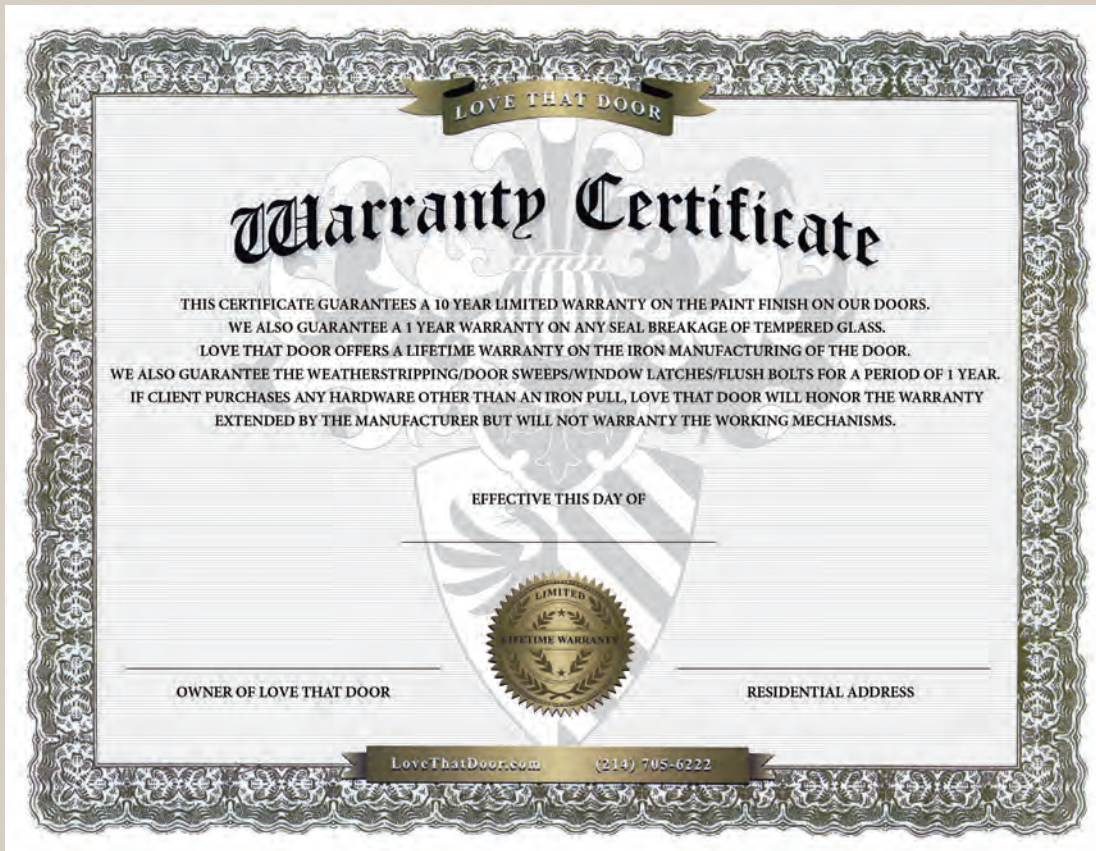 LOVE THAT DOOR
Warranty Certificate
THIS CERTIFICATE GUARANTEES A 10 YEAR LIMITED WARRANTY ON THE PAINT FINISH ON OUR DOORS.
WE ALSO GUARANTEE A 1 YEAR WARRANTY ON ANY SEAL BREAKAGE OF TEMPERED GLASS.
LOVE THAT DOOR OFFERS A LIFETIME WARRANTY ON THE IRON MANUFACTURING OF THE DOOR.
WE ALSO GUARANTEE THE WEATHERSTRIPPING/DOOR SWEEPS/WINDOW LATCHES/FLUSH BOLTS FOR A PERIOD OF 1 YEAR.
IF CLIENT PURCHASES ANY HARDWARE OTHER THAN AN IRON PULL, LOVE THAT DOOR WILL HONOR THE WARRANTY
EXTENDED BY THE MANUFACTURER BUT WILL NOT WARRANTY THE WORKING MECHANISMS.
EFFECTIVE THIS DAY OF
LIMITED
LIFETIME WARRANTY
OWNER OF LOVE THAT DOOR
RESIDENTIAL ADDRESS
LoveThatDoor.com (214) 705-6222